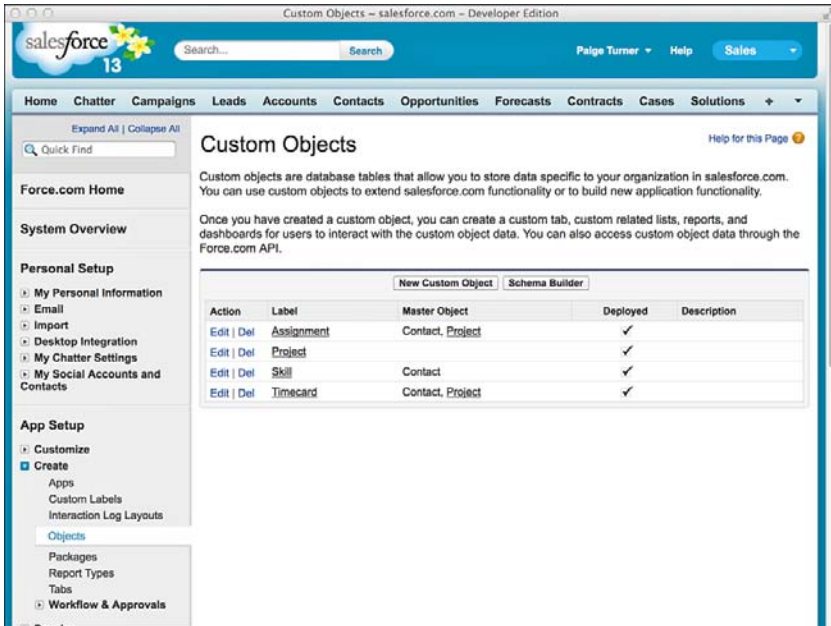 Custom Objects ~ salesforce.com – Developer Edition
salesforce
13
Search...
Search
Paige Turner
Help
Sales
Home Chatter Campaigns Leads Accounts Contacts Opportunities Forecasts Contracts Cases Solutions +
Expand All | Collapse All
Quick Find
Force.com Home
System Overview
Personal Setup
My Personal Information
Email
Import
Desktop Integration
My Chatter Settings
My Social Accounts and
Contacts
App Setup
Customize
Create
Apps
Custom Labels
Interaction Log Layouts
Objects
Packages
Report Types
Tabs
Workflow & Approvals
Custom Objects
Help for this Page ?
Custom objects are database tables that allow you to store data specific to your organization in salesforce.com.
You can use custom objects to extend salesforce.com functionality or to build new application functionality.
Once you have created a custom object, you can create a custom tab, custom related lists, reports, and
dashboards for users to interact with the custom object data. You can also access custom object data through the
Force.com API.
New Custom Object Schema Builder
Action Label Master Object Deployed Description
Edit | Del Assignment Contact, Project ✓
Edit | Del Project ✓
Edit | Del Skill Contact ✓
Edit | Del Timecard Contact, Project ✓